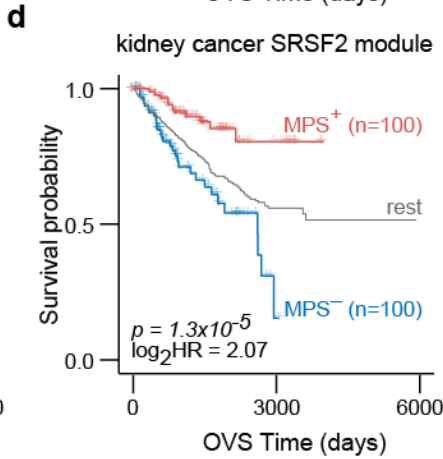 OVS Time (days)
d
kidney cancer SRSF2 module
1.0
MPS+ (n=100)
Survival probability
rest
0.5
MPS− (n=100)
p = 1.3x10-5
log2HR = 2.07
0.0
0
0
3000
6000
OVS Time (days)